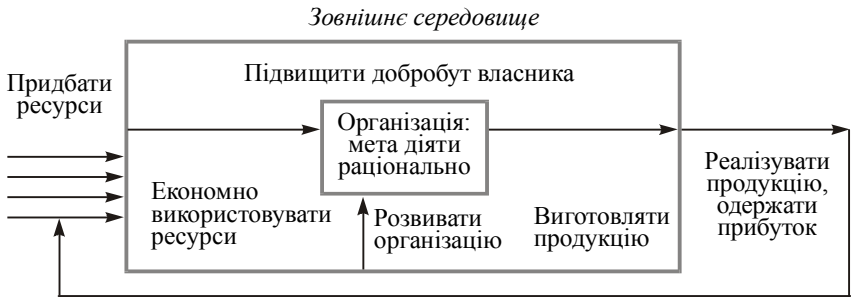 Зовнішнє середовище
Підвищити добробут власника
Придбати
ресурси
Організація:
мета діяти
раціонально
Економно
використовувати
ресурси
Розвивати
організацію
Виготовляти
продукцію
Реалізувати
продукцію,
одержати
прибуток